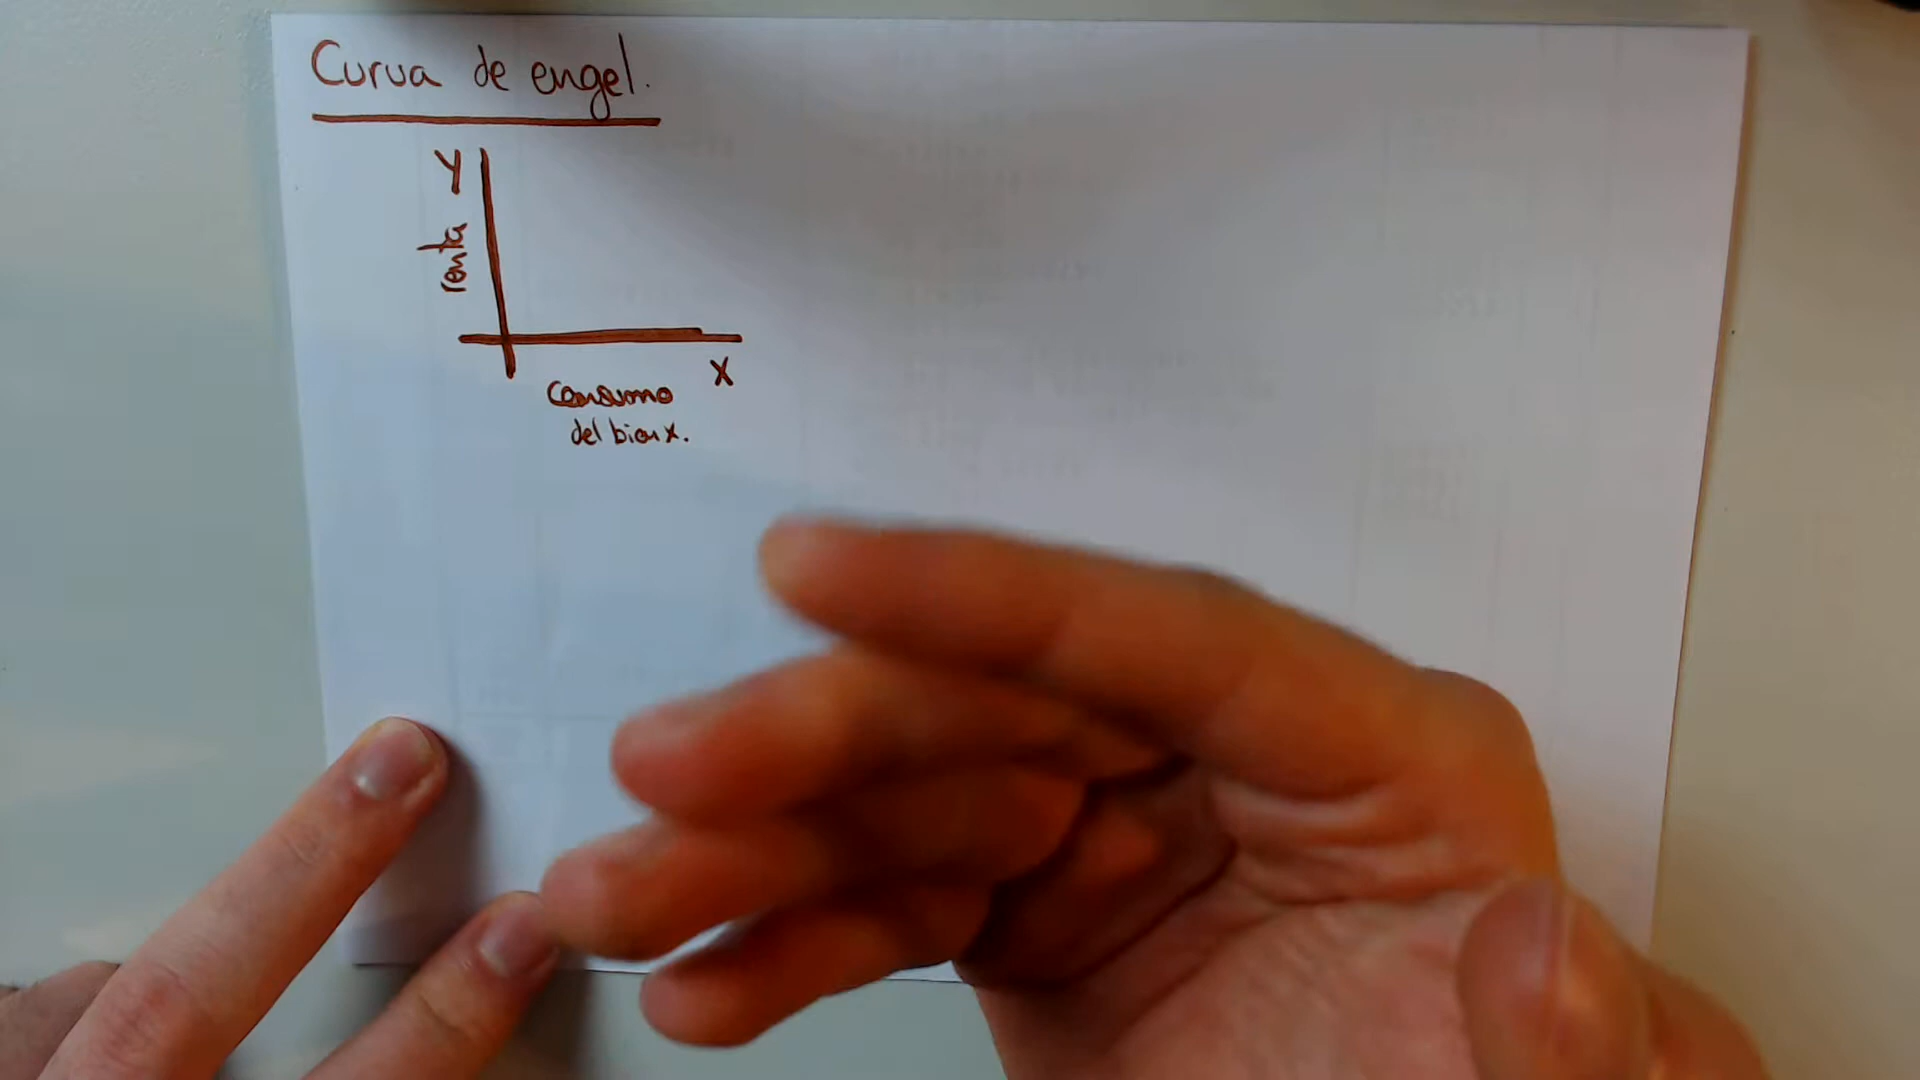 Curva de engel.
Y
renta
X
Consumo
del bien x.